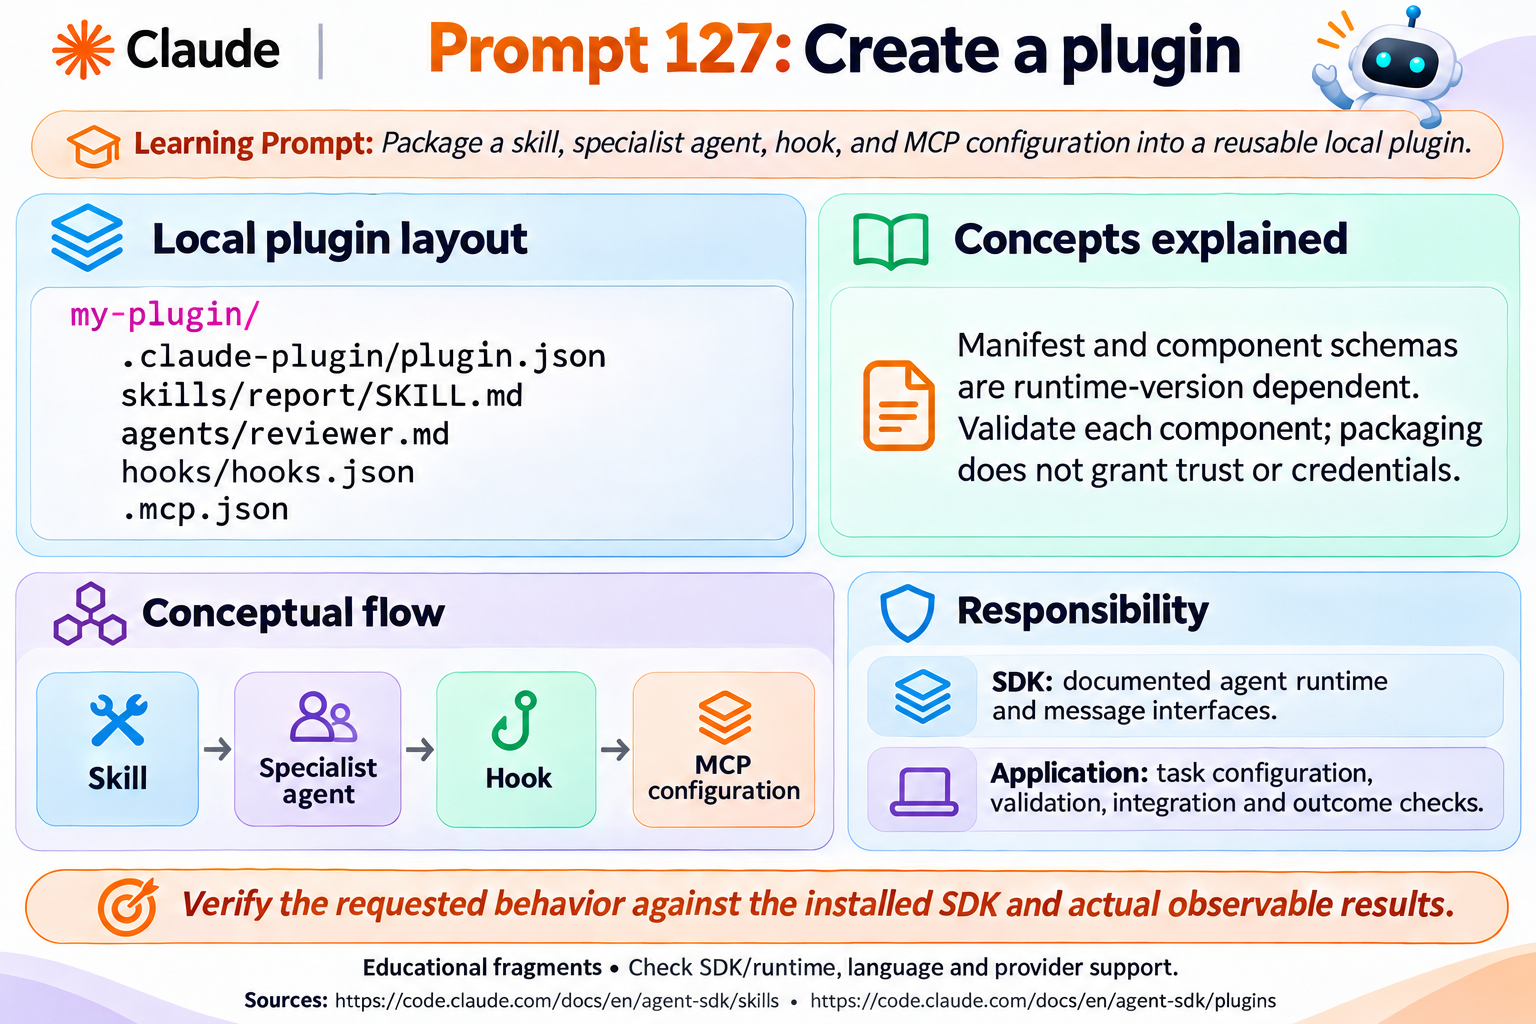 Claude
Prompt 127: Create a plugin
Learning Prompt: Package a skill, specialist agent, hook, and MCP configuration into a reusable local plugin.
Local plugin layout
my-plugin/
.claude-plugin/plugin.json
skills/report/SKILL.md
agents/reviewer.md
hooks/hooks.json
.mcp.json
Concepts explained
Manifest and component schemas
are runtime-version dependent.
Validate each component; packaging
does not grant trust or credentials.
Conceptual flow
Skill
Specialist
agent
Hook
MCP
configuration
Responsibility
SDK: documented agent runtime
and message interfaces.
Application: task configuration,
validation, integration and outcome checks.
Verify the requested behavior against the installed SDK and actual observable results.
Educational fragments • Check SDK/runtime, language and provider support.
Sources: https://code.claude.com/docs/en/agent-sdk/skills • https://code.claude.com/docs/en/agent-sdk/plugins